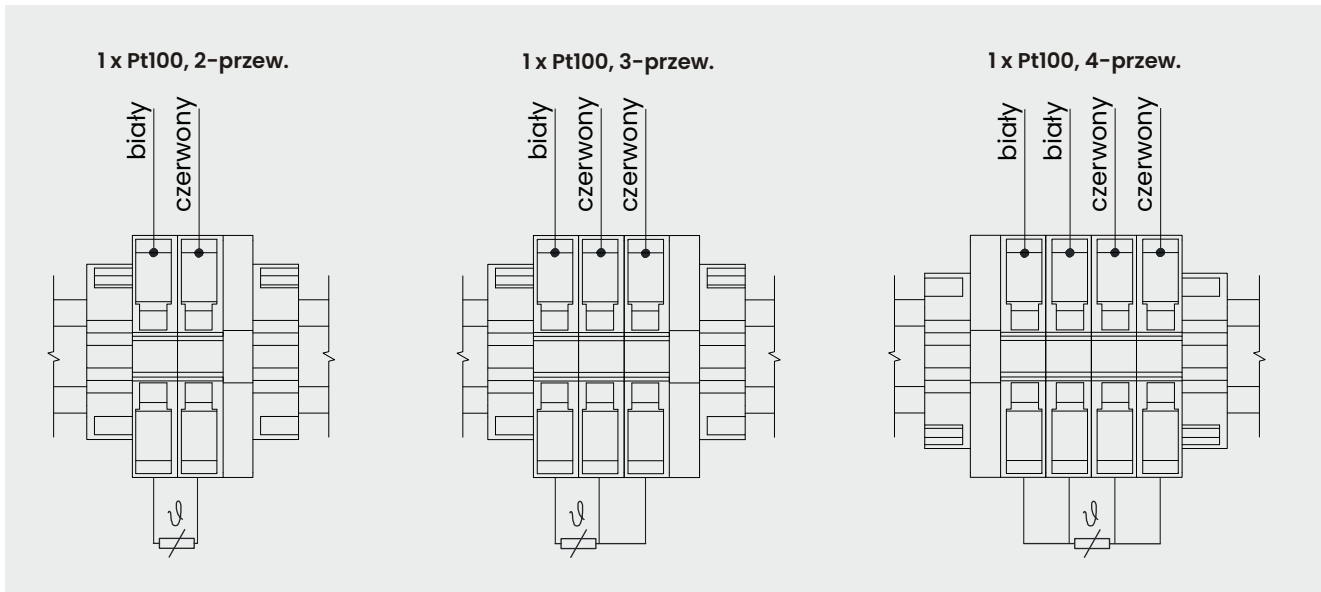 1 x Pt100, 2-przew.
biały
czerwony
ϑ
1 x Pt100, 3-przew.
biały
czerwony
czerwony
ϑ
1 x Pt100, 4-przew.
biały
biały
czerwony
czerwony
ϑ